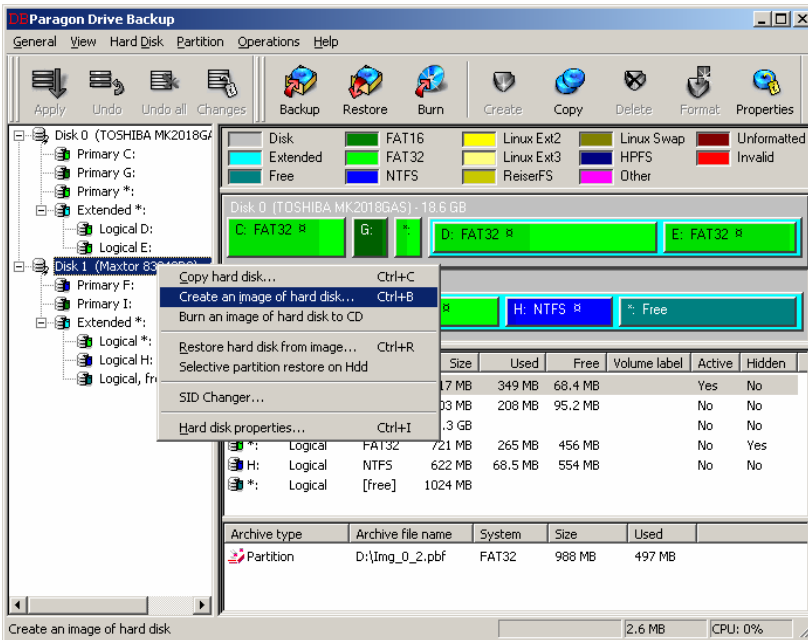 DB Paragon Drive Backup
General View Hard Disk Partition Operations Help
Apply Undo Undo all Changes Backup Restore Burn Create Copy Delete Format Properties
Disk 0 (TOSHIBA MK2018GA
Primary C:
Primary G:
Primary *:
Extended *:
Logical D:
Logical E:
Disk 1 (Maxtor
Primary F:
Primary I:
Extended *:
Logical *:
Logical H:
Logical, fr
Disk FAT16 Linux Ext2 Linux Swap Unformatted
Extended FAT32 Linux Ext3 HPFS Invalid
Free NTFS ReiserFS Other
Disk 0 (TOSHIBA MK2018GAS) - 18.6 GB
C: FAT32 ¤ G: *: D: FAT32 ¤ E: FAT32 ¤
¤ H: NTFS ¤ *: Free
Copy hard disk... Ctrl+C
Create an image of hard disk... Ctrl+B
Burn an image of hard disk to CD
Restore hard disk from image... Ctrl+R
Selective partition restore on Hdd
SID Changer...
Hard disk properties... Ctrl+I
Size Used Free Volume label Active Hidden
17 MB 349 MB 68.4 MB Yes No
03 MB 208 MB 95.2 MB No No
.3 GB No No
*: Logical FAT32 721 MB 265 MB 456 MB No Yes
H: Logical NTFS 622 MB 68.5 MB 554 MB No No
*: Logical [free] 1024 MB
Archive type Archive file name System Size Used
Partition D:\Img_0_2.pbf FAT32 988 MB 497 MB
Create an image of hard disk 2.6 MB CPU: 0%